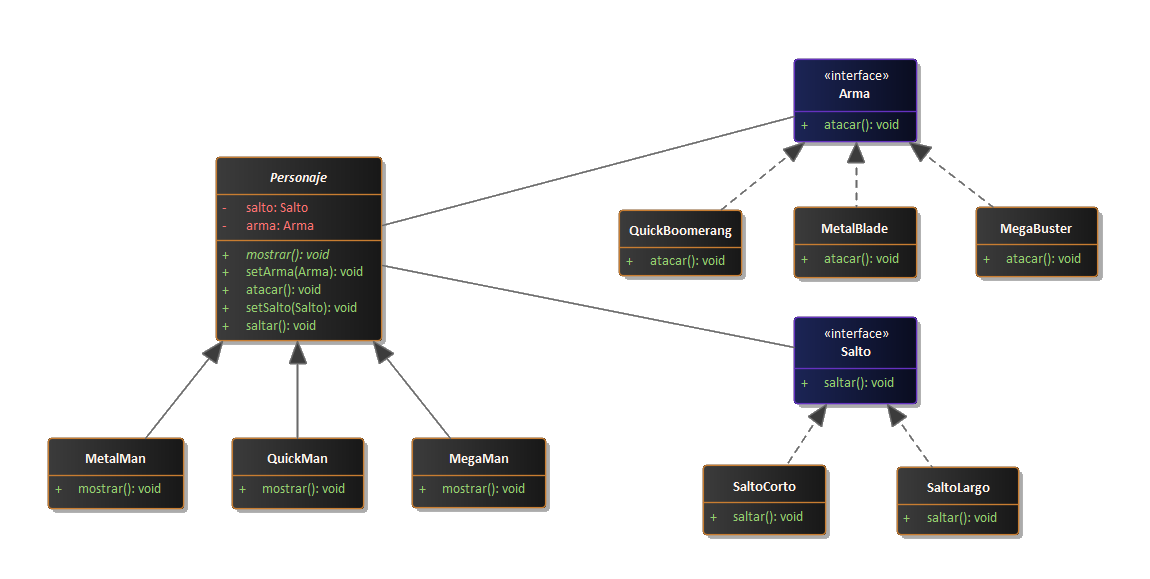 «interface»
Arma
+ atacar(): void
Personaje
- salto: Salto
- arma: Arma
+ mostrar(): void
+ setArma(Arma): void
+ atacar(): void
+ setSalto(Salto): void
+ saltar(): void
QuickBoomerang
+ atacar(): void
MetalBlade
+ atacar(): void
MegaBuster
+ atacar(): void
«interface»
Salto
+ saltar(): void
MetalMan
+ mostrar(): void
QuickMan
+ mostrar(): void
MegaMan
+ mostrar(): void
SaltoCorto
+ saltar(): void
SaltoLargo
+ saltar(): void